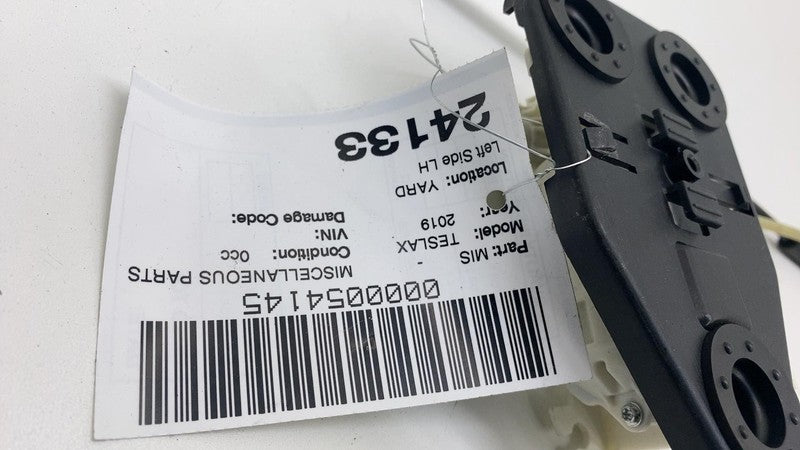 0000054145
MISCELLANEOUS PARTS
Part: MIS - Condition: 0cc
Model: TESLAX VIN:
Year: 2019 Damage Code:
Location: YARD
Left Side LH
24133